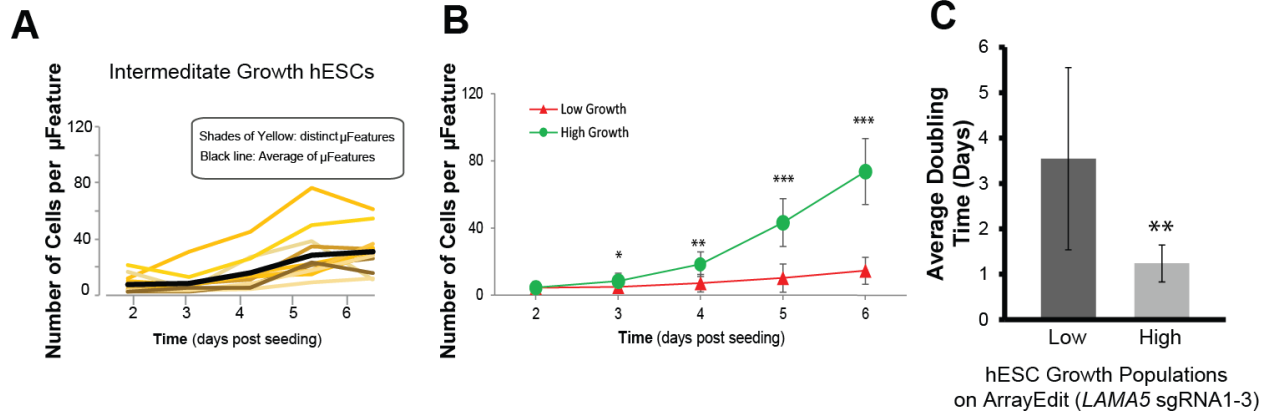 A
Intermeditate Growth hESCs
Number of Cells per µFeature
120
80
40
0
Shades of Yellow: distinct µFeatures
Black line: Average of µFeatures
2 3 4 5 6
Time (days post seeding)
B
Number of Cells per µFeature
120
80
40
0
Low Growth
High Growth
*
**
***
***
2 3 4 5 6
Time (days post seeding)
C
Average Doubling
Time (Days)
6
5
4
3
2
1
0
**
Low High
hESC Growth Populations
on ArrayEdit (LAMA5 sgRNA1-3)